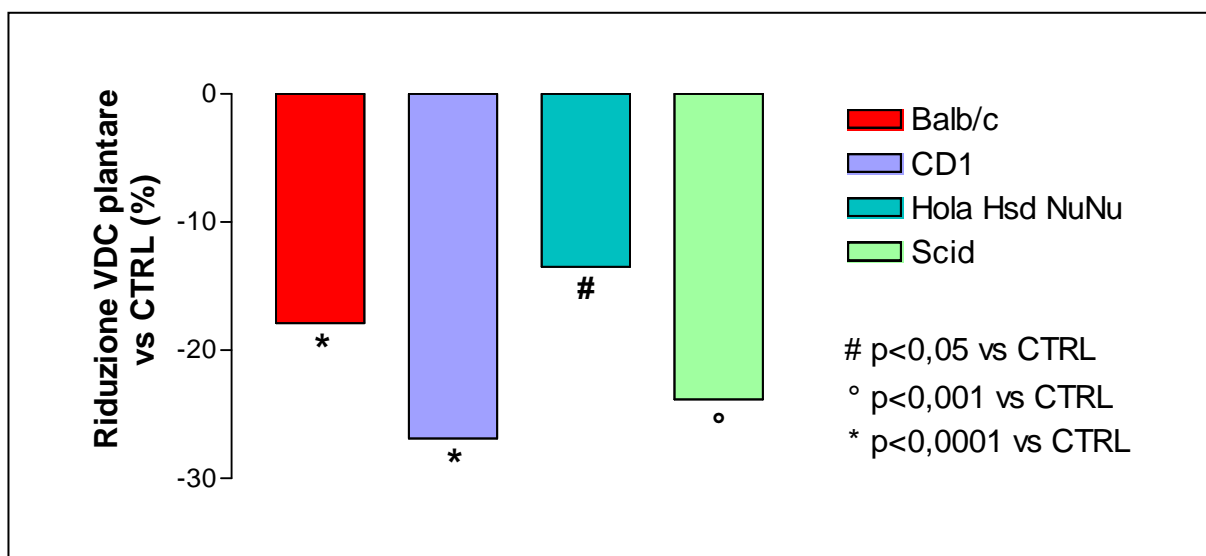 Riduzione VDC plantare
vs CTRL (%)
0
-10
-20
-30
*
*
#
°
Balb/c
CD1
Hola Hsd NuNu
Scid
# p<0,05 vs CTRL
° p<0,001 vs CTRL
* p<0,0001 vs CTRL